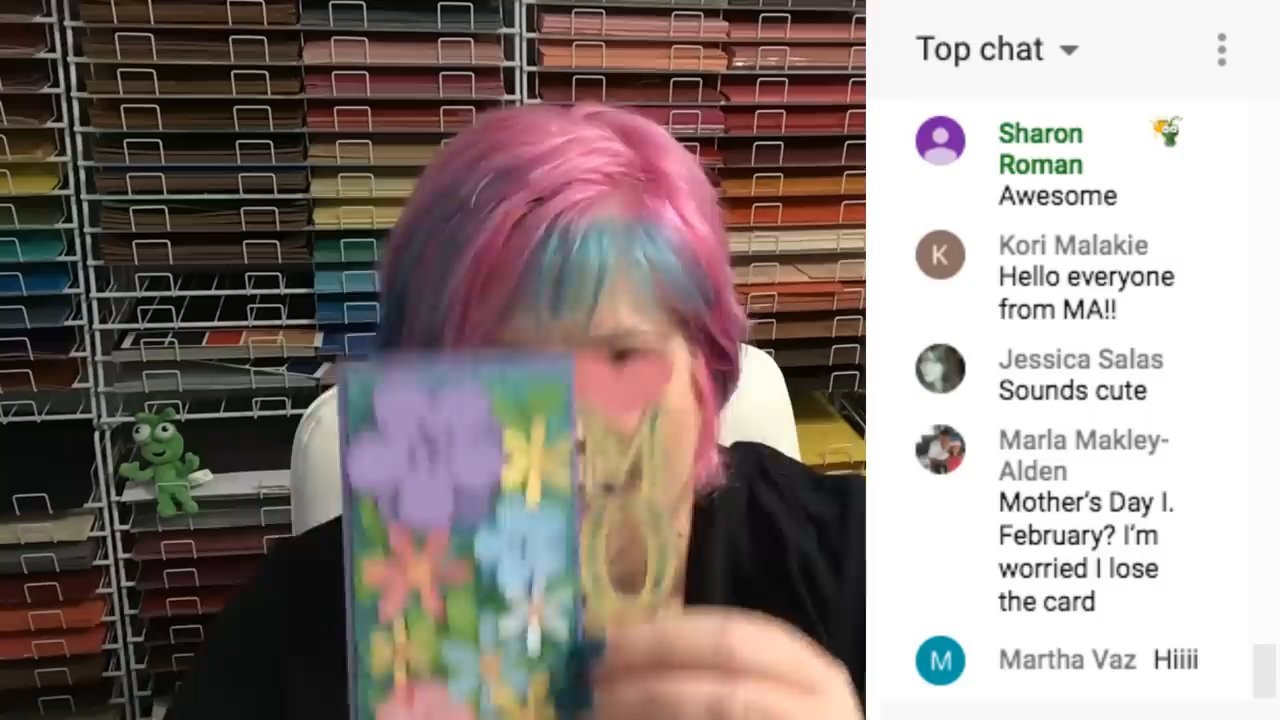 Top chat
Sharon
Roman
Awesome
Kori Malakie
K
Hello everyone
from MA!!
Jessica Salas
Sounds cute
Marla Makley-
Alden
Mother's Day I.
February? I'm
worried I lose
the card
M
Martha Vaz Hiiii